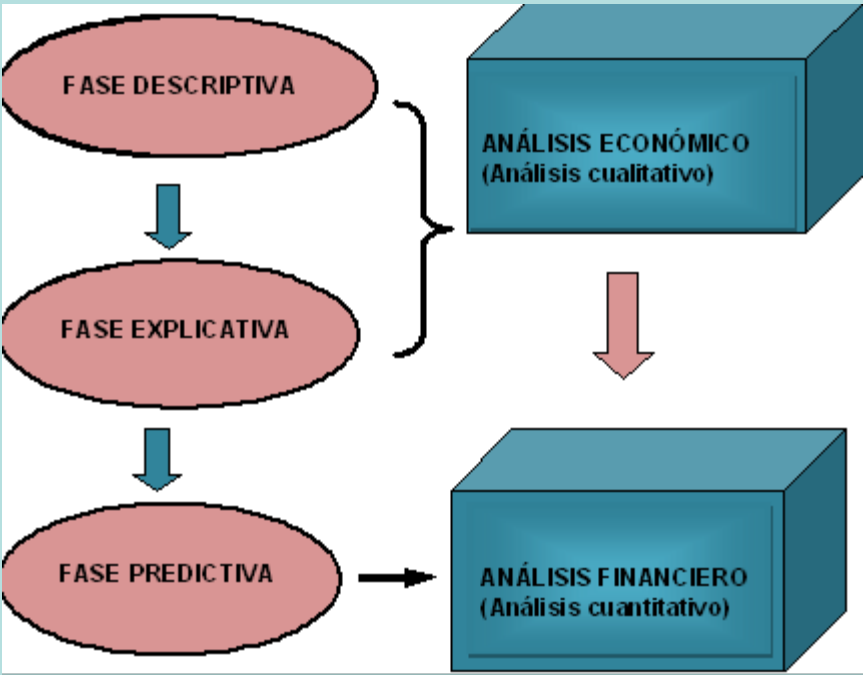 FASE DESCRIPTIVA
ANÁLISIS ECONÓMICO
(Análisis cualitativo)
FASE EXPLICATIVA
FASE PREDICTIVA
ANÁLISIS FINANCIERO
(Análisis cuantitativo)